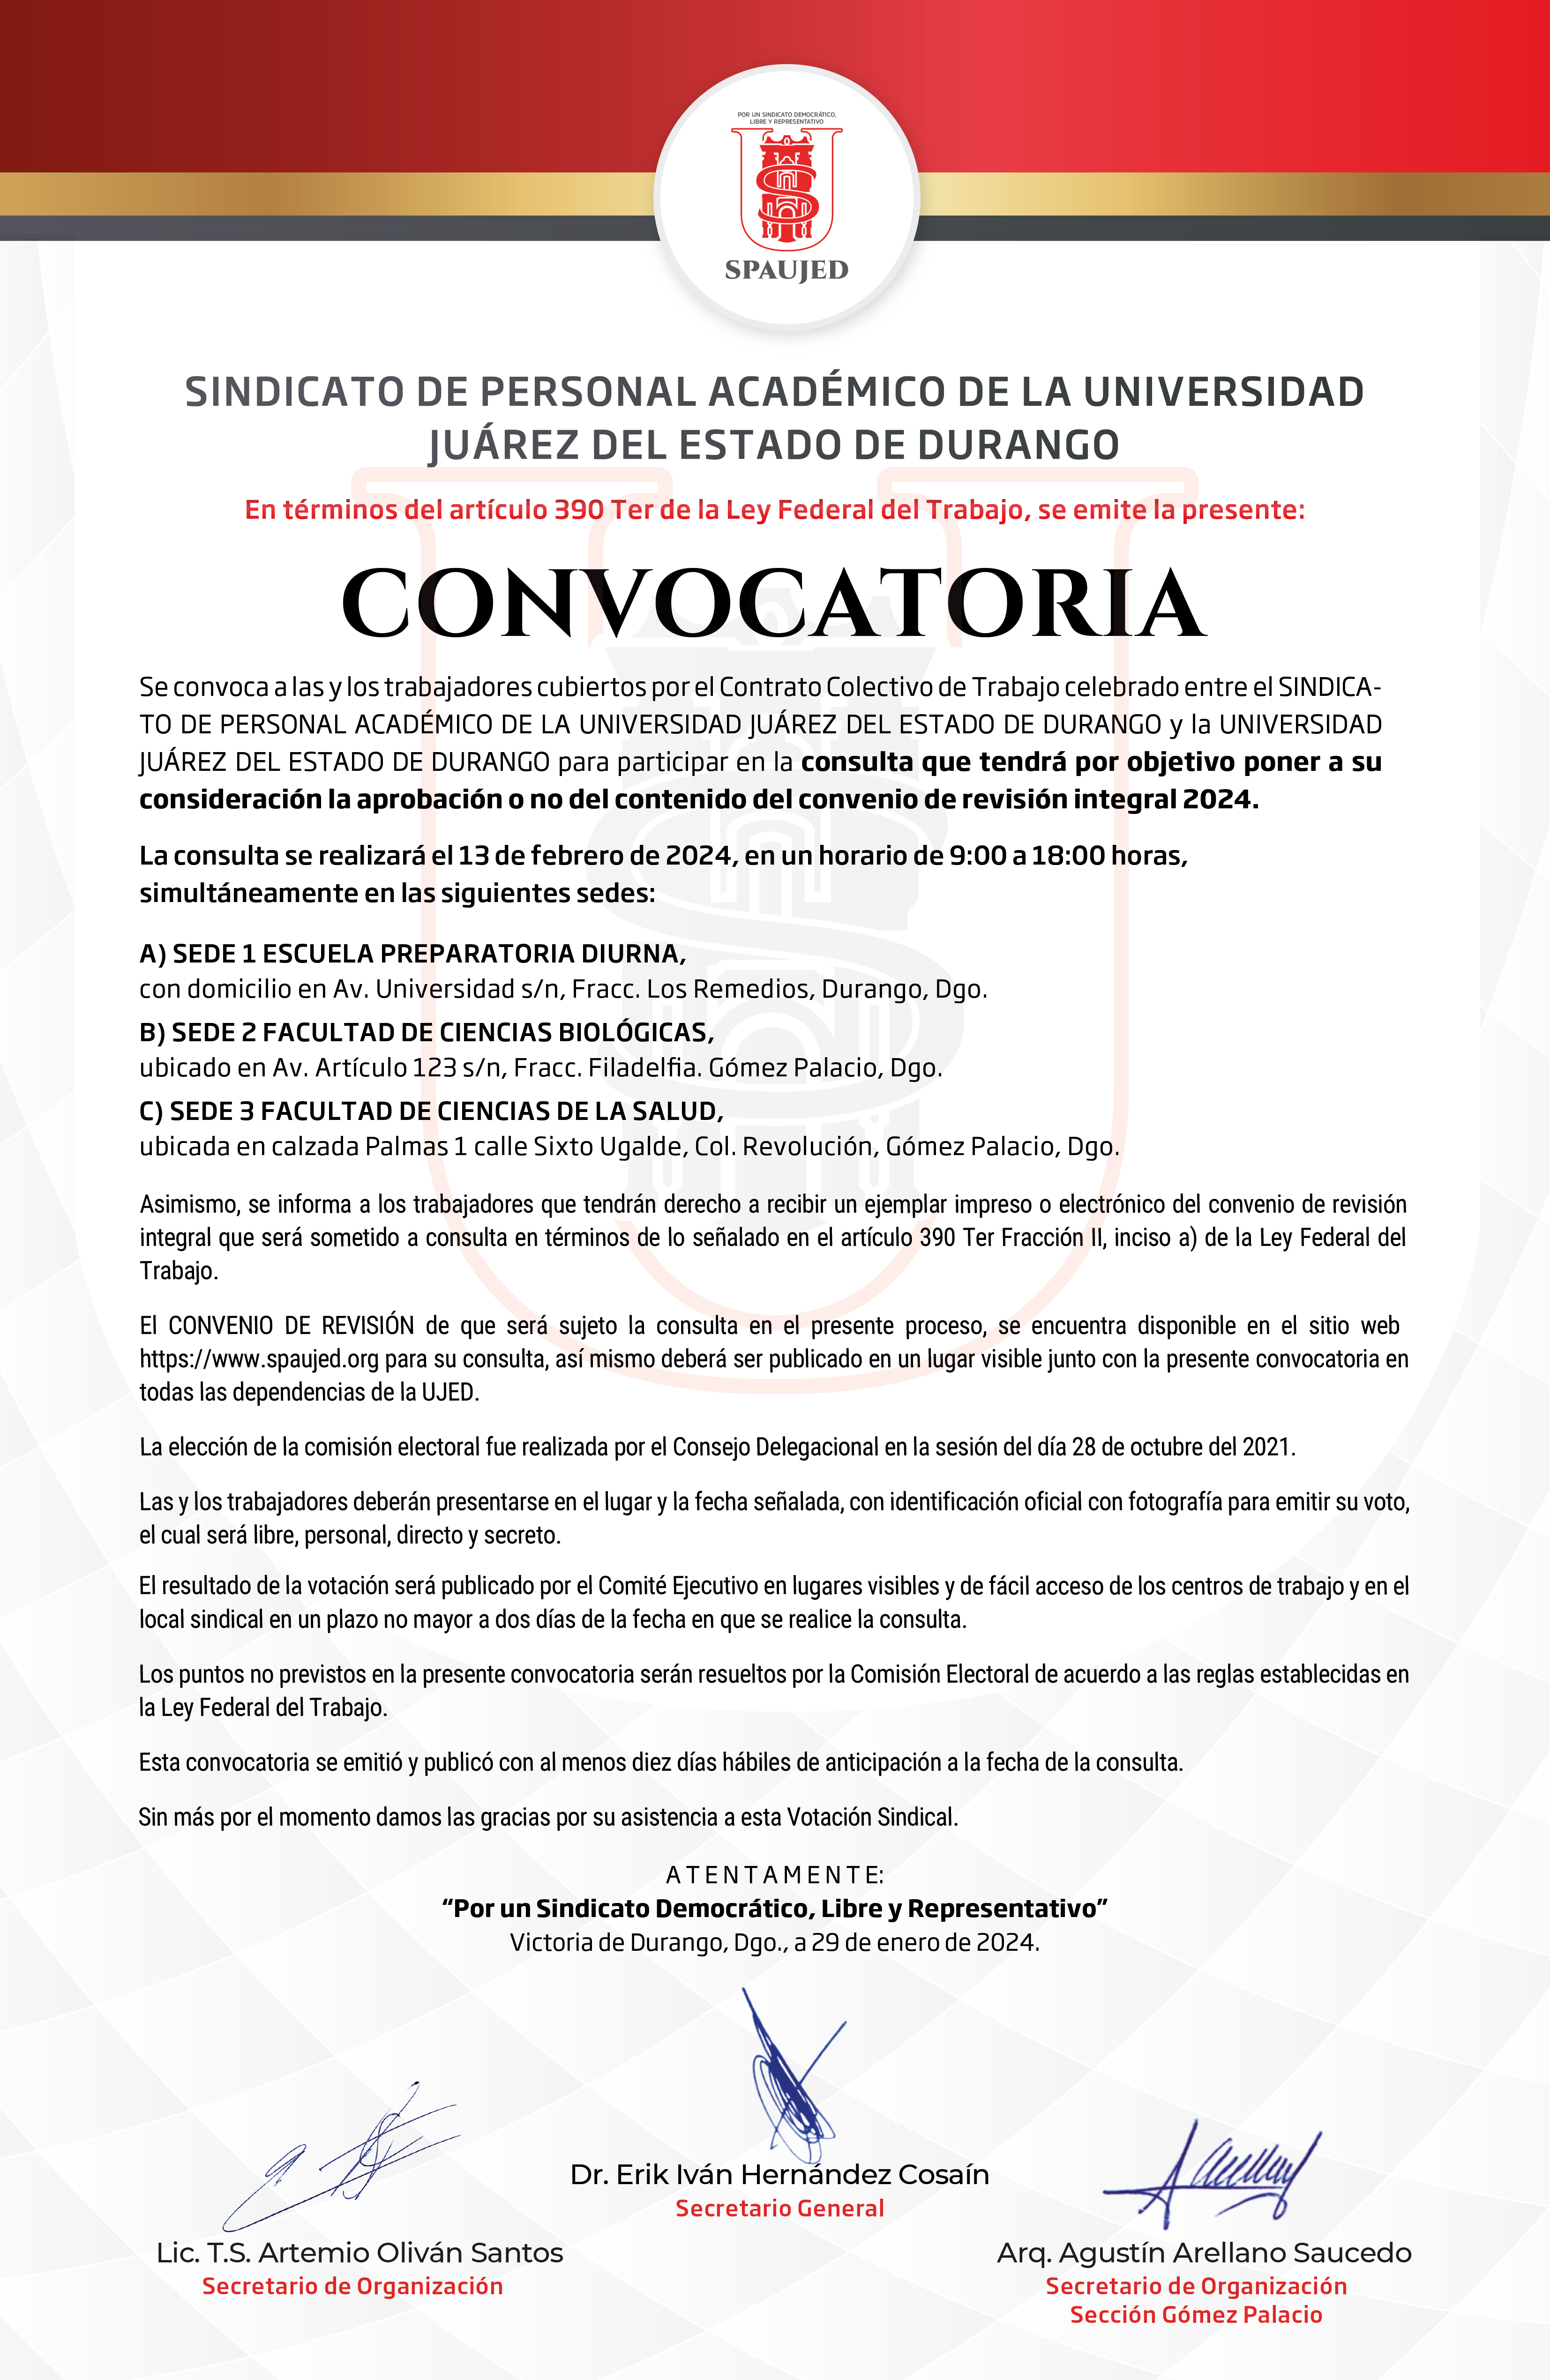 POR UN SINDICATO DEMOCRÁTICO,
LIBRE Y REPRESENTATIVO
SPAUJED
SINDICATO DE PERSONAL ACADÉMICO DE LA UNIVERSIDAD
JUÁREZ DEL ESTADO DE DURANGO
En términos del artículo 390 Ter de la Ley Federal del Trabajo, se emite la presente:
CONVOCATORIA
Se convoca a las y los trabajadores cubiertos por el Contrato Colectivo de Trabajo celebrado entre el SINDICA-
TO DE PERSONAL ACADÉMICO DE LA UNIVERSIDAD JUÁREZ DEL ESTADO DE DURANGO y la UNIVERSIDAD
JUÁREZ DEL ESTADO DE DURANGO para participar en la consulta que tendrá por objetivo poner a su
consideración la aprobación o no del contenido del convenio de revisión integral 2024.
La consulta se realizará el 13 de febrero de 2024, en un horario de 9:00 a 18:00 horas,
simultáneamente en las siguientes sedes:
A) SEDE 1 ESCUELA PREPARATORIA DIURNA,
con domicilio en Av. Universidad s/n, Fracc. Los Remedios, Durango, Dgo.
B) SEDE 2 FACULTAD DE CIENCIAS BIOLÓGICAS,
ubicado en Av. Artículo 123 s/n, Fracc. Filadelfia. Gómez Palacio, Dgo.
C) SEDE 3 FACULTAD DE CIENCIAS DE LA SALUD,
ubicada en calzada Palmas 1 calle Sixto Ugalde, Col. Revolución, Gómez Palacio, Dgo.
Asimismo, se informa a los trabajadores que tendrán derecho a recibir un ejemplar impreso o electrónico del convenio de revisión
integral que será sometido a consulta en términos de lo señalado en el artículo 390 Ter Fracción II, inciso a) de la Ley Federal del
Trabajo.
El CONVENIO DE REVISIÓN de que será sujeto la consulta en el presente proceso, se encuentra disponible en el sitio web
https://www.spaujed.org para su consulta, así mismo deberá ser publicado en un lugar visible junto con la presente convocatoria en
todas las dependencias de la UJED.
La elección de la comisión electoral fue realizada por el Consejo Delegacional en la sesión del día 28 de octubre del 2021.
Las y los trabajadores deberán presentarse en el lugar y la fecha señalada, con identificación oficial con fotografía para emitir su voto,
el cual será libre, personal, directo y secreto.
El resultado de la votación será publicado por el Comité Ejecutivo en lugares visibles y de fácil acceso de los centros de trabajo y en el
local sindical en un plazo no mayor a dos días de la fecha en que se realice la consulta.
Los puntos no previstos en la presente convocatoria serán resueltos por la Comisión Electoral de acuerdo a las reglas establecidas en
la Ley Federal del Trabajo.
Esta convocatoria se emitió y publicó con al menos diez días hábiles de anticipación a la fecha de la consulta.
Sin más por el momento damos las gracias por su asistencia a esta Votación Sindical.
A T E N T A M E N T E:
“Por un Sindicato Democrático, Libre y Representativo”
Victoria de Durango, Dgo., a 29 de enero de 2024.
Dr. Erik Iván Hernández Cosaín
Secretario General
Lic. T.S. Artemio Oliván Santos
Secretario de Organización
Arq. Agustín Arellano Saucedo
Secretario de Organización
Sección Gómez Palacio